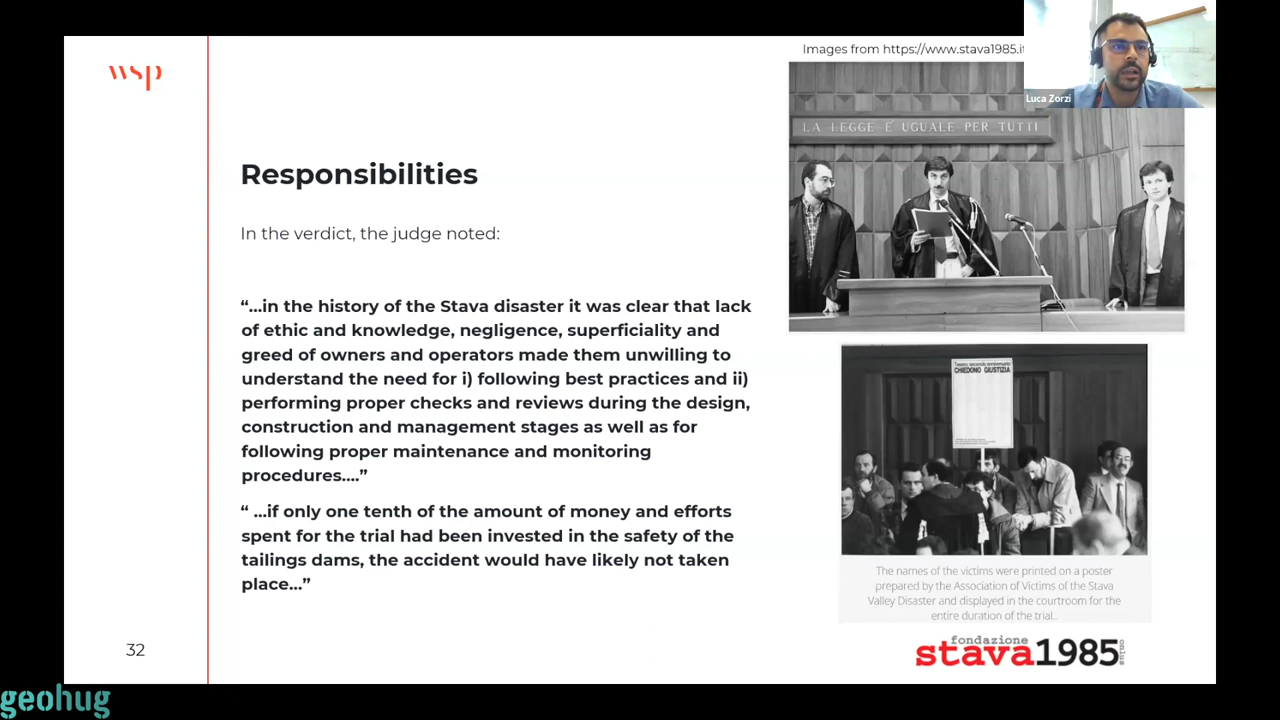 Images from https://www.stava1985.it
Luca Zorzi
wsp
LA LEGGE È UGUALE PER TUTTI
Responsibilities
In the verdict, the judge noted:
“...in the history of the Stava disaster it was clear that lack
of ethic and knowledge, negligence, superficiality and
greed of owners and operators made them unwilling to
understand the need for i) following best practices and ii)
performing proper checks and reviews during the design,
construction and management stages as well as for
following proper maintenance and monitoring
procedures....”
“ ...if only one tenth of the amount of money and efforts
spent for the trial had been invested in the safety of the
tailings dams, the accident would have likely not taken
place...”
CHIEDONO GIUSTIZIA
The names of the victims were printed on a poster
prepared by the Association of Victims of the Stava
Valley Disaster and displayed in the courtroom for the
entire duration of the trial..
fondazione
stava1985
onlus
32
geohug